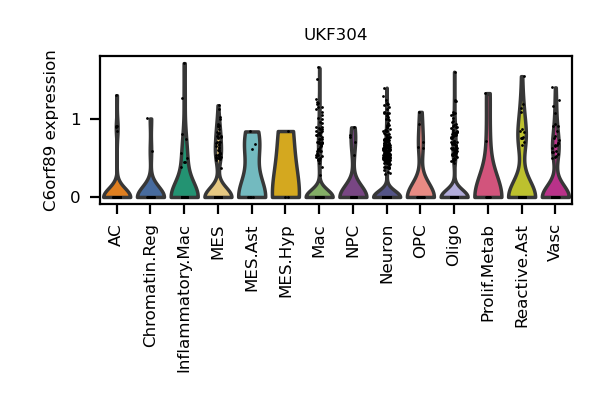 UKF304
C6orf89 expression
1
0
AC
Chromatin.Reg
Inflammatory.Mac
MES
MES.Ast
MES.Hyp
Mac
NPC
Neuron
OPC
Oligo
Prolif.Metab
Reactive.Ast
Vasc